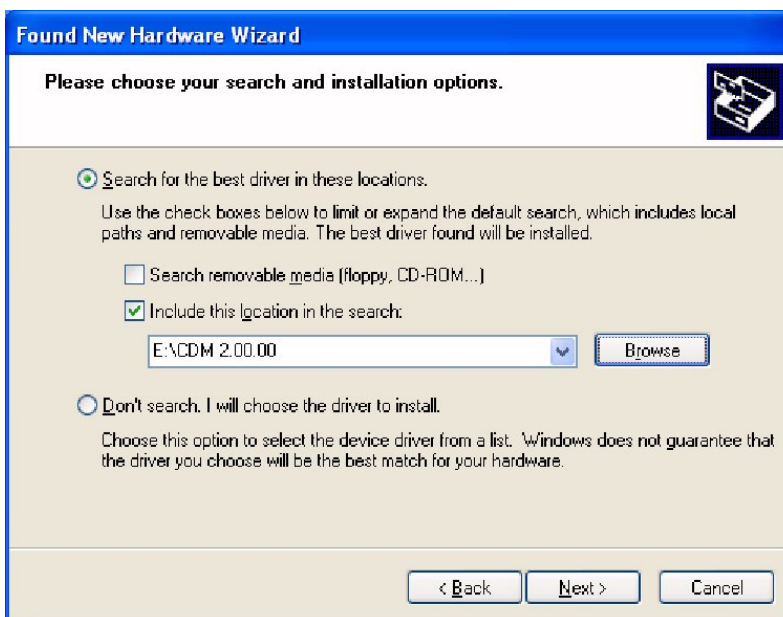 Found New Hardware Wizard
Please choose your search and installation options.
Search for the best driver in these locations.
Use the check boxes below to limit or expand the default search, which includes local
paths and removable media. The best driver found will be installed.
Search removable media (floppy, CD-ROM...)
Include this location in the search:
E:\CDM 2.00.00
Browse
Don't search. I will choose the driver to install.
Choose this option to select the device driver from a list. Windows does not guarantee that
the driver you choose will be the best match for your hardware.
< Back
Next >
Cancel